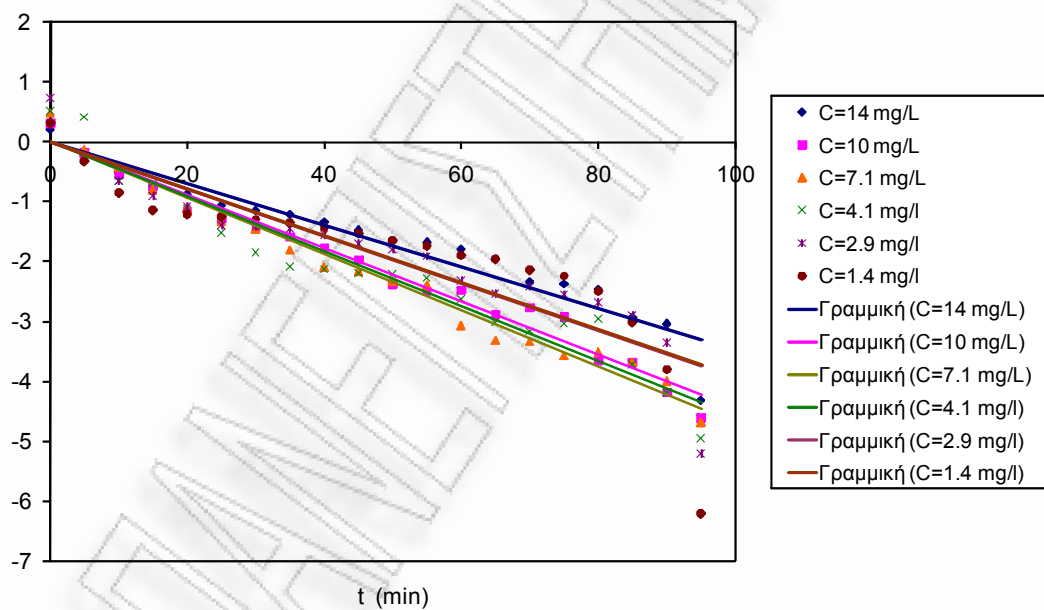 2
1
0
-1
-2
-3
-4
-5
-6
-7
0 20 40 60 80 100
t (min)
C=14 mg/L
C=10 mg/L
C=7.1 mg/L
C=4.1 mg/l
C=2.9 mg/l
C=1.4 mg/l
Γραμμική (C=14 mg/L)
Γραμμική (C=10 mg/L)
Γραμμική (C=7.1 mg/L)
Γραμμική (C=4.1 mg/l)
Γραμμική (C=2.9 mg/l)
Γραμμική (C=1.4 mg/l)